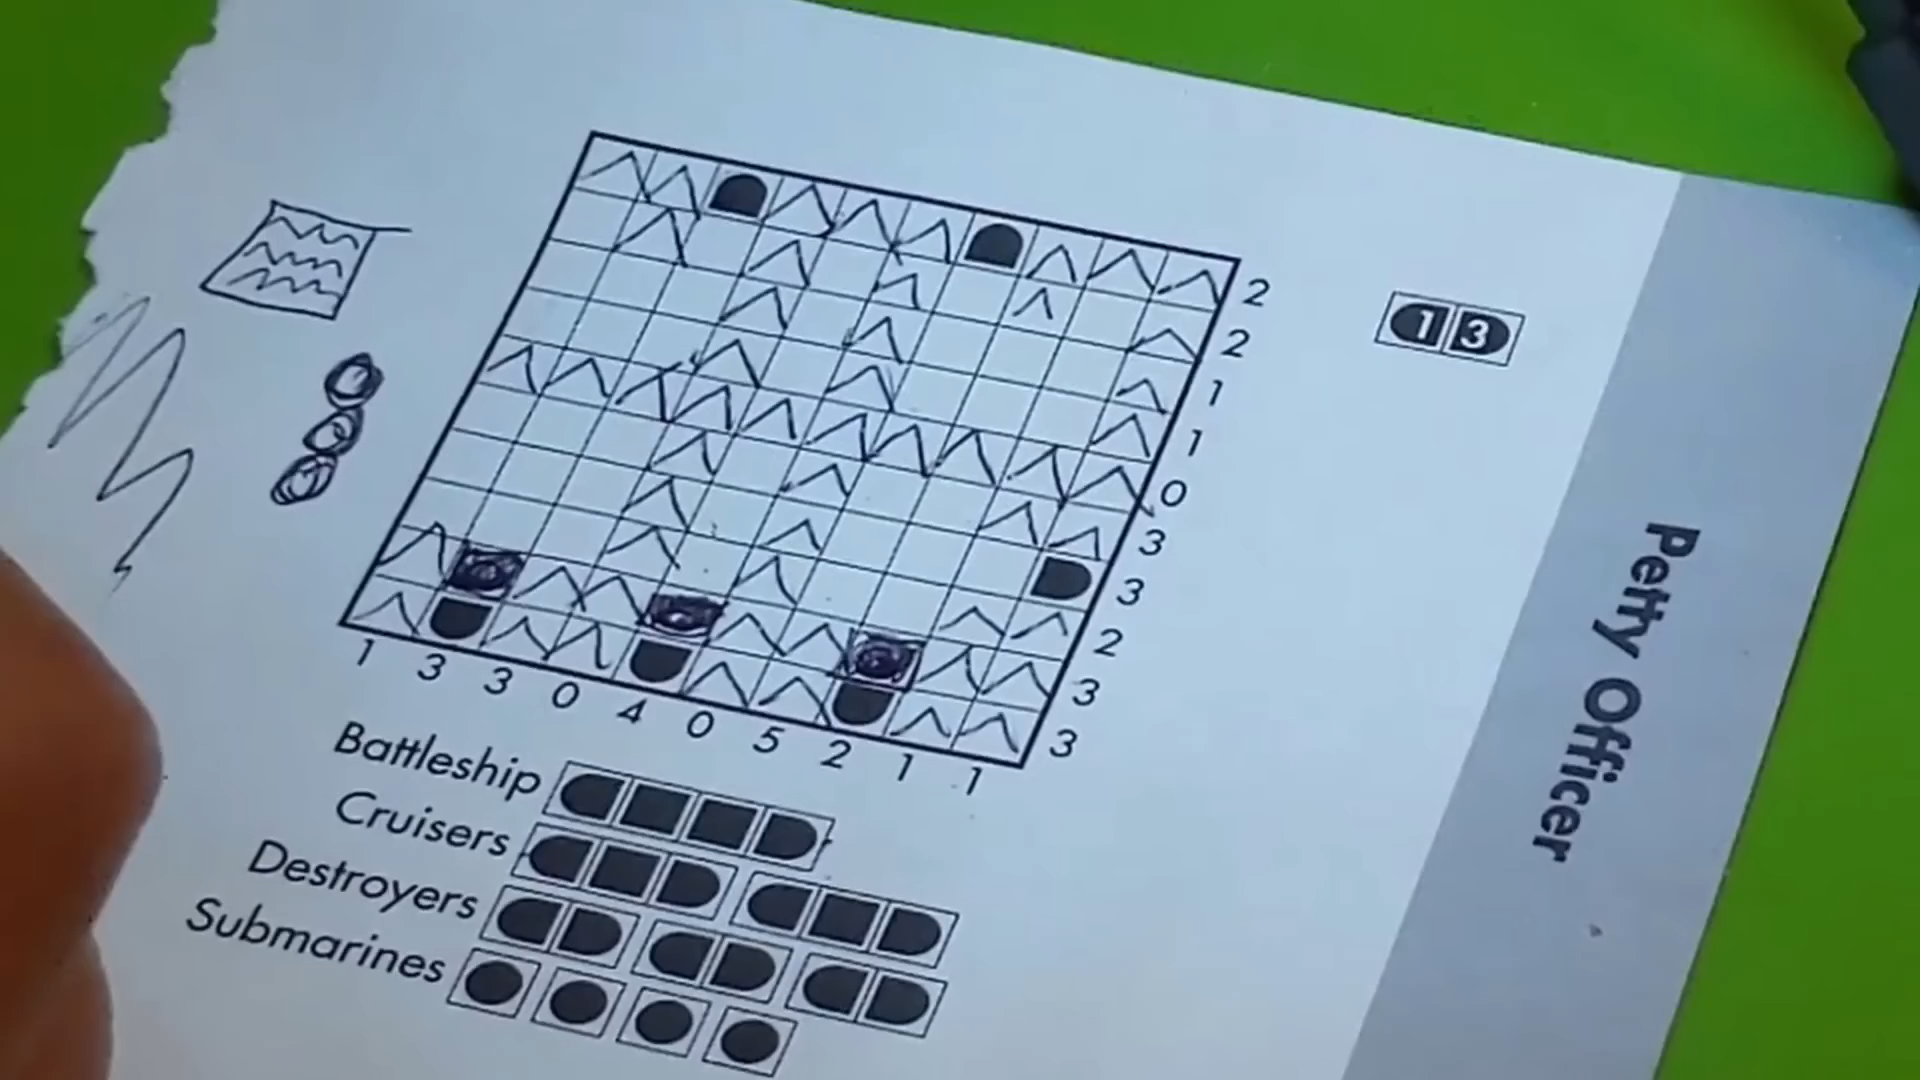 2
2
1
1
0
3
3
2
3
3
1 3 3 0 4 0 5 2 1 1
13
Petty Officer
Battleship
Cruisers
Destroyers
Submarines